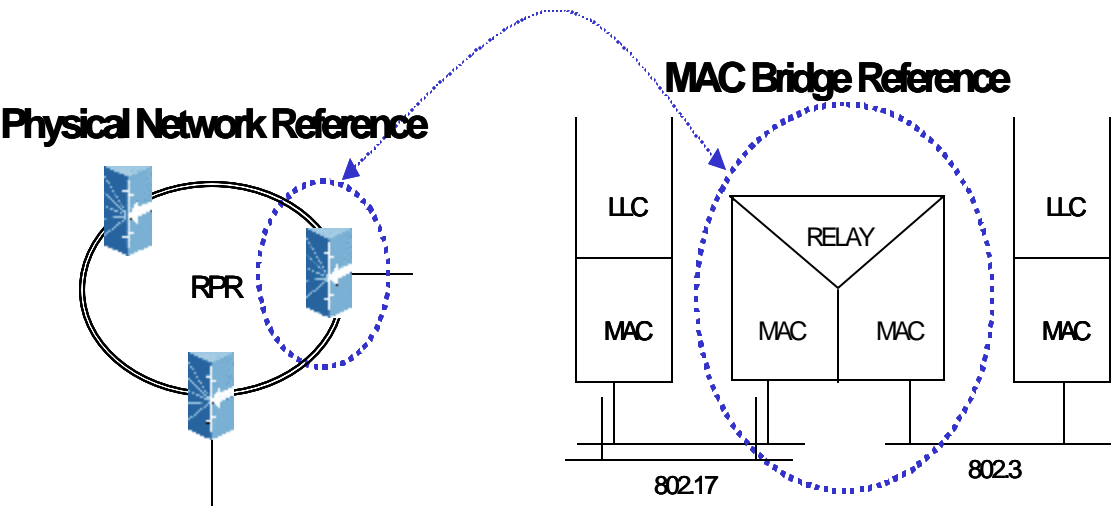 MAC Bridge Reference
Physical Network Reference
LLC
RELAY
LLC
RPR
MAC
MAC
MAC
MAC
802.17
802.3